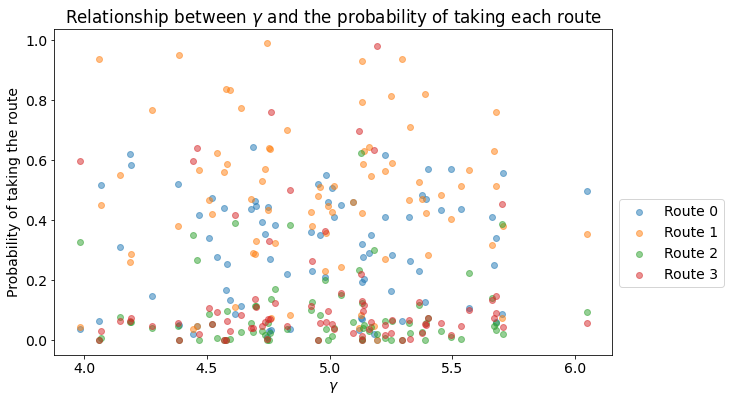 Relationship between γ and the probability of taking each route
Probability of taking the route
1.0
0.8
0.6
0.4
0.2
0.0
4.0 4.5 5.0 5.5 6.0
γ
Route 0
Route 1
Route 2
Route 3